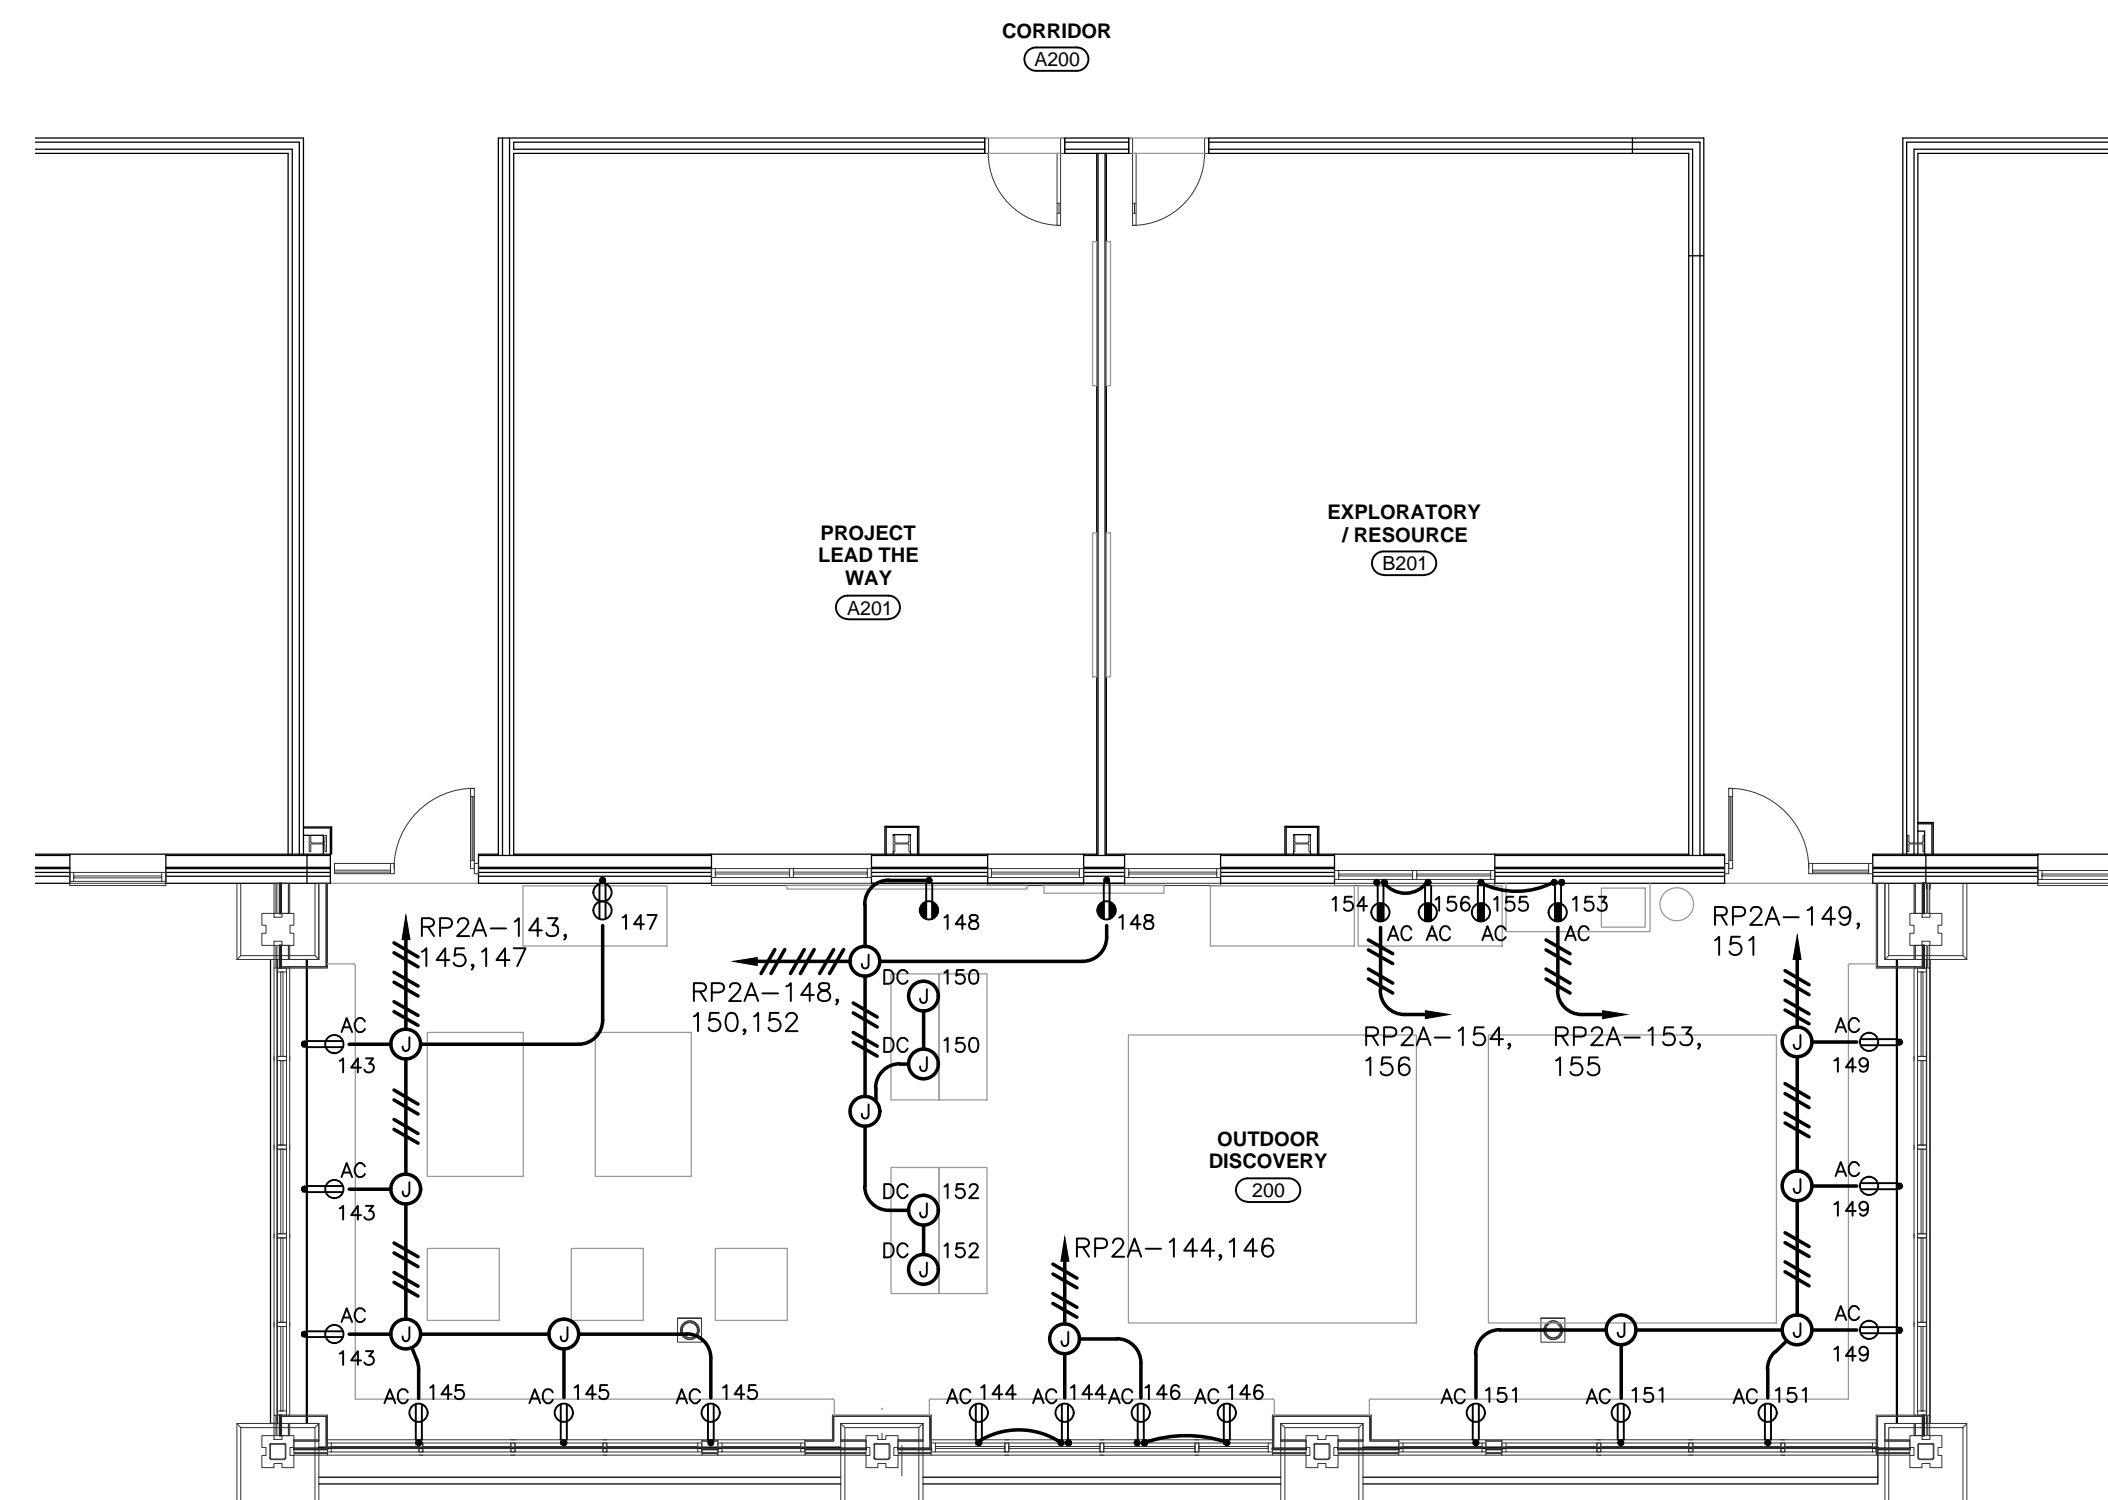 CORRIDOR
A200
PROJECT
LEAD THE
WAY
A201
EXPLORATORY
/ RESOURCE
B201
147
148
148
154
156
155
153
AC
AC
AC
AC
RP2A-143,
145,147
RP2A-149,
151
RP2A-148,
150,152
J
DC
150
J
DC
150
J
J
RP2A-154,
156
RP2A-153,
155
AC
143
J
AC
143
J
AC
143
J
J
J
AC
149
J
AC
149
J
AC
149
J
OUTDOOR
DISCOVERY
200
DC
152
J
DC
152
J
RP2A-144,146
J
AC 145
AC 145
AC 145
AC 144
AC 144
AC 146
AC 146
AC 151
AC 151
AC 151